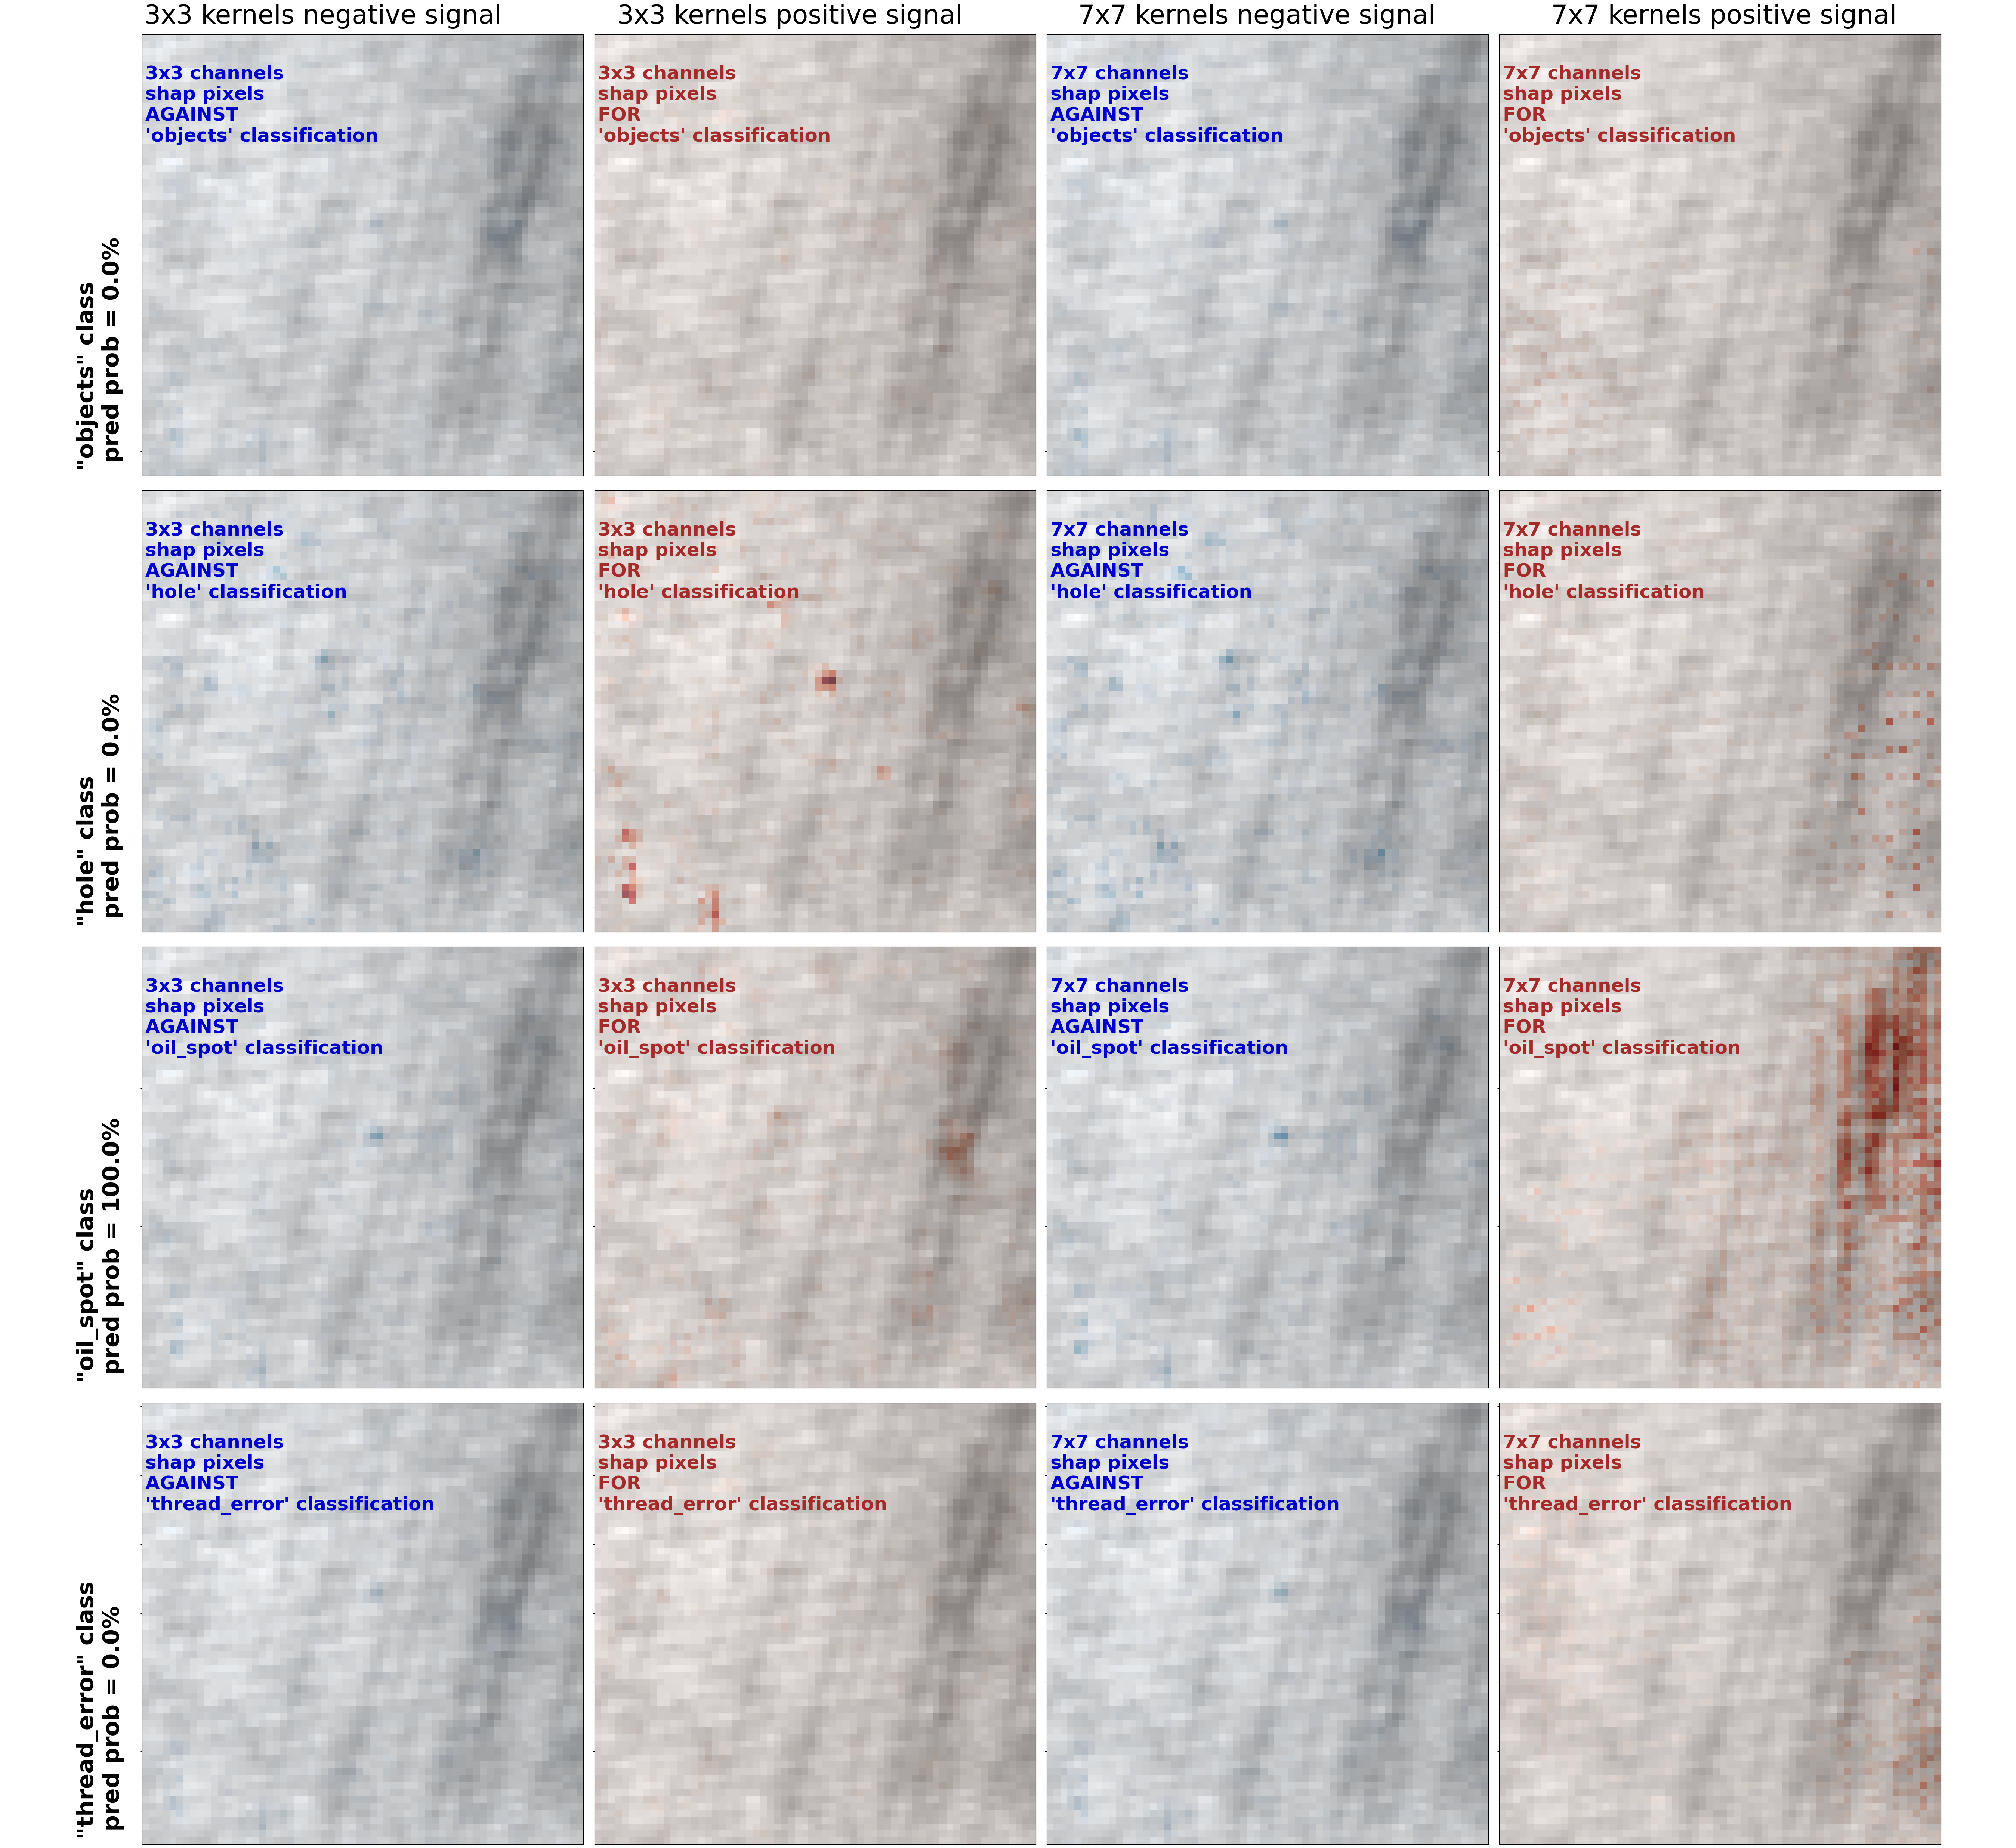 3x3 kernels negative signal
3x3 kernels positive signal
7x7 kernels negative signal
7x7 kernels positive signal
"objects" class
pred prob = 0.0%
3x3 channels
shap pixels
AGAINST
'objects' classification
3x3 channels
shap pixels
FOR
'objects' classification
7x7 channels
shap pixels
AGAINST
'objects' classification
7x7 channels
shap pixels
FOR
'objects' classification
"hole" class
pred prob = 0.0%
3x3 channels
shap pixels
AGAINST
'hole' classification
3x3 channels
shap pixels
FOR
'hole' classification
7x7 channels
shap pixels
AGAINST
'hole' classification
7x7 channels
shap pixels
FOR
'hole' classification
"oil_spot" class
pred prob = 100.0%
3x3 channels
shap pixels
AGAINST
'oil_spot' classification
3x3 channels
shap pixels
FOR
'oil_spot' classification
7x7 channels
shap pixels
AGAINST
'oil_spot' classification
7x7 channels
shap pixels
FOR
'oil_spot' classification
"thread_error" class
pred prob = 0.0%
3x3 channels
shap pixels
AGAINST
'thread_error' classification
3x3 channels
shap pixels
FOR
'thread_error' classification
7x7 channels
shap pixels
AGAINST
'thread_error' classification
7x7 channels
shap pixels
FOR
'thread_error' classification